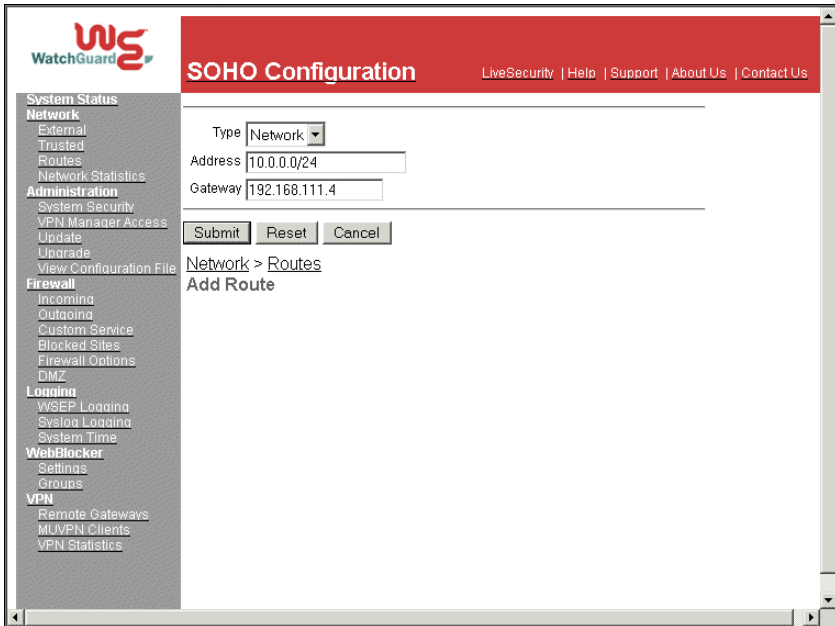 WatchGuard
SOHO Configuration
LiveSecurity | Help | Support | About Us | Contact Us
System Status
Network
External
Trusted
Routes
Network Statistics
Administration
System Security
VPN Manager Access
Update
Upgrade
View Configuration File
Firewall
Incoming
Outgoing
Custom Service
Blocked Sites
Firewall Options
DMZ
Logging
WSEP Logging
Syslog Logging
System Time
WebBlocker
Settings
Groups
VPN
Remote Gateways
MUVPN Clients
VPN Statistics
Type Network
Address 10.0.0.0/24
Gateway 192.168.111.4
Submit Reset Cancel
Network > Routes
Add Route